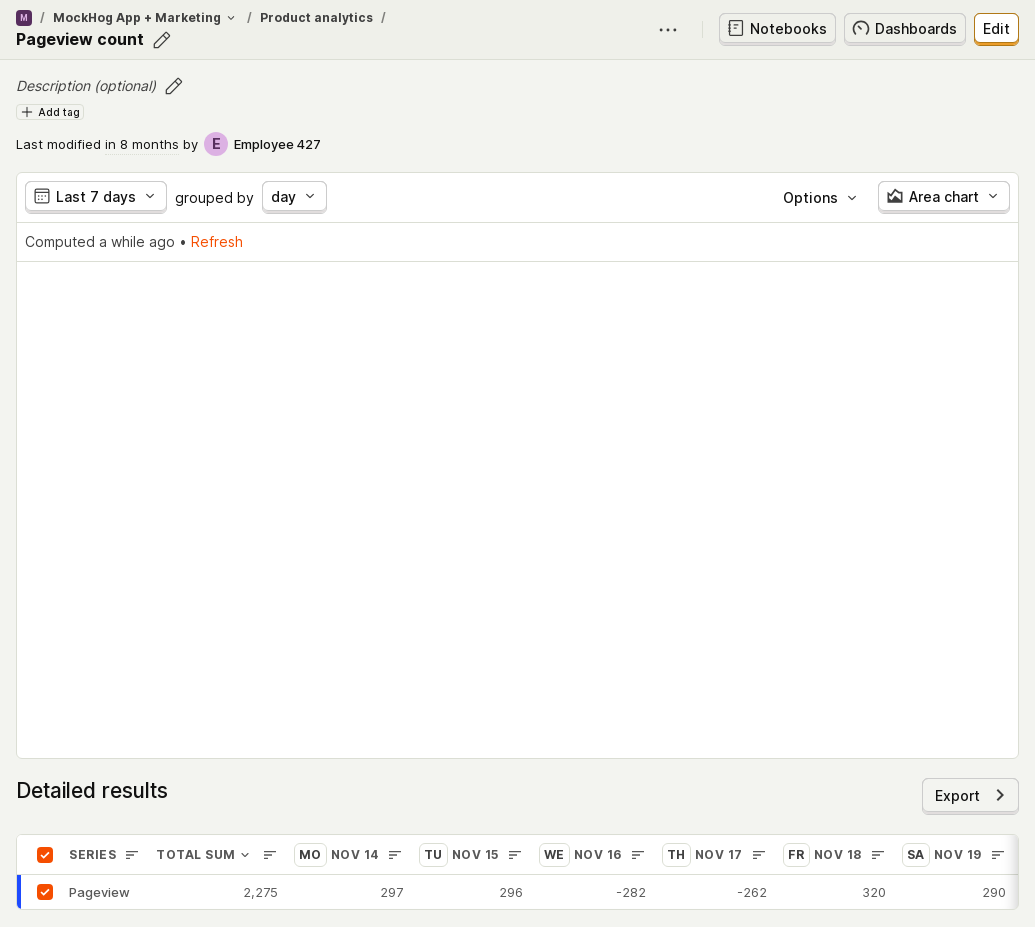 M / MockHog App + Marketing / Product analytics /
Pageview count
Notebooks
Dashboards
Edit
Description (optional)
Add tag
Last modified in 8 months by E Employee 427
Last 7 days grouped by day
Options
Area chart
Computed a while ago • Refresh
Detailed results
Export
SERIES TOTAL SUM MO NOV 14 TU NOV 15 WE NOV 16 TH NOV 17 FR NOV 18 SA NOV 19
Pageview 2,275 297 296 -282 -262 320 290